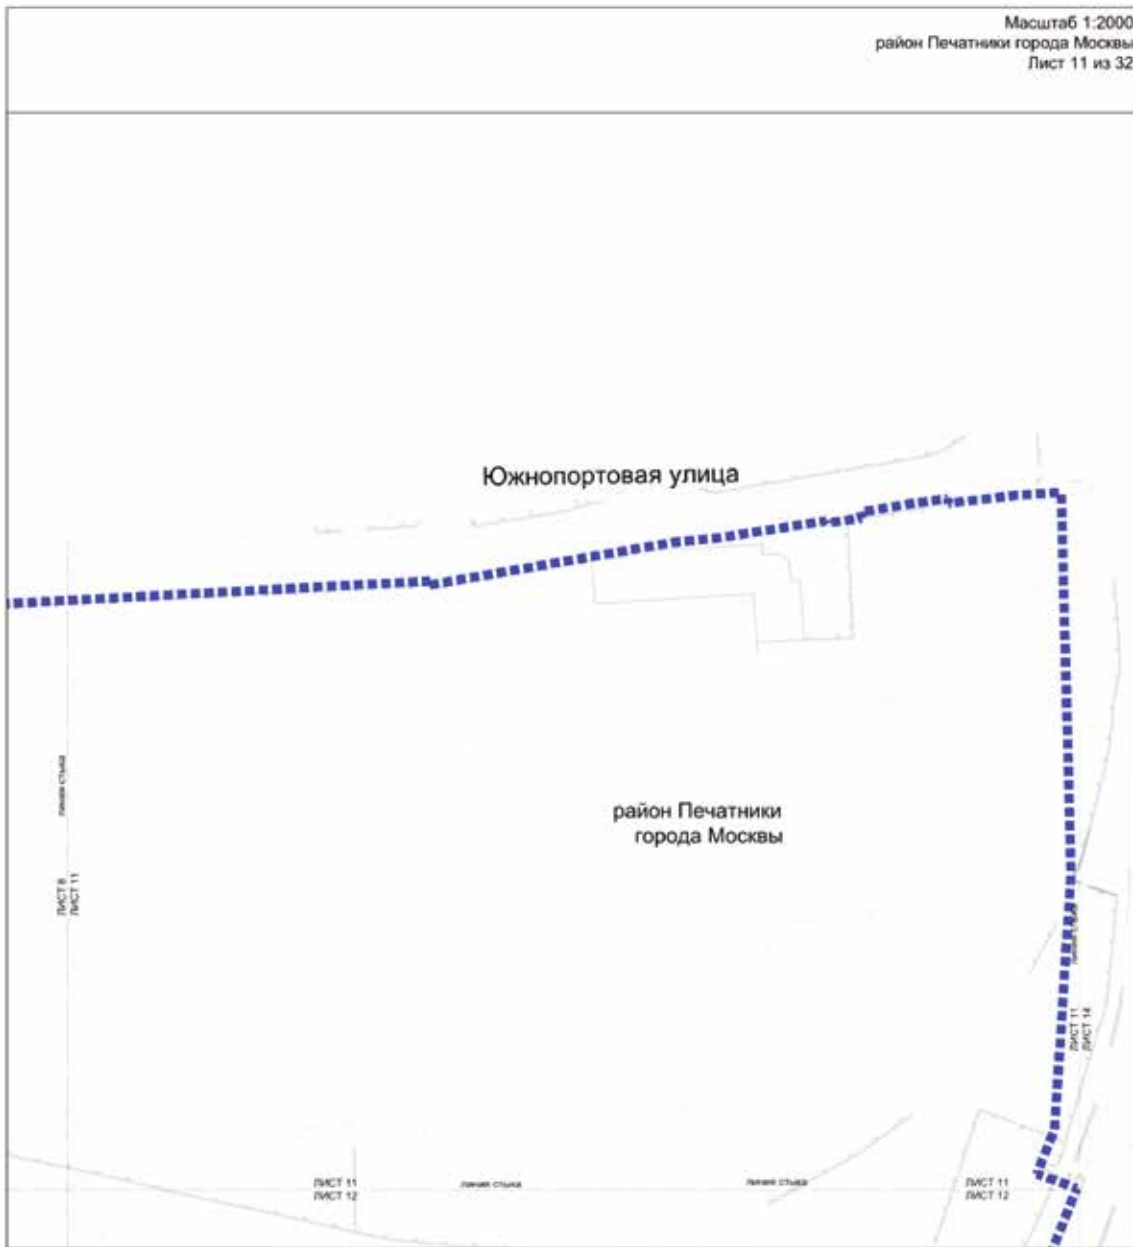 Масштаб 1:2000
район Печатники города Москвы
Лист 11 из 32
Южнопортовая улица
район Печатники
города Москвы
линия стыка
ЛИСТ 8
ЛИСТ 11
линия стыка
ЛИСТ 11
ЛИСТ 14
ЛИСТ 11
ЛИСТ 12
линия стыка
линия стыка
ЛИСТ 11
ЛИСТ 12